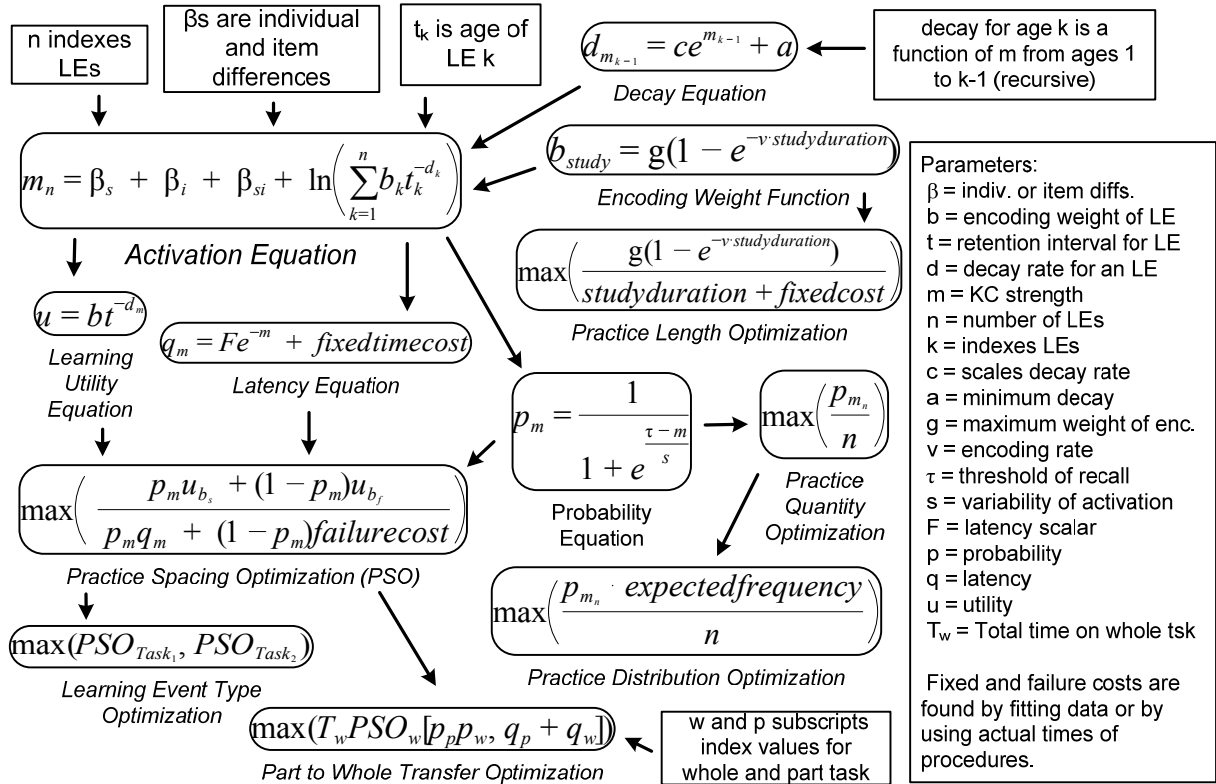 n indexes
LEs
βs are individual
and item
differences
t_k is age of
LE k
d_{m_{k-1}} = ce^{m_{k-1}} + a
Decay Equation
decay for age k is a
function of m from ages 1
to k-1 (recursive)
m_n = β_s + β_i + β_{si} + ln(∑_{k=1}^{n} b_k t_k^{-d_k})
Activation Equation
b_{study} = g(1 − e^{−v·studyduration})
Encoding Weight Function
max( g(1 − e^{−v·studyduration}) / studyduration + fixedcost )
Practice Length Optimization
u = bt^{-d_m}
Learning
Utility
Equation
q_m = Fe^{-m} + fixedtimecost
Latency Equation
p_m = 1 / 1 + e^{(τ − m)/s}
Probability
Equation
max( p_{m_n} / n )
Practice
Quantity
Optimization
max( p_m u_{b_s} + (1 − p_m)u_{b_f} / p_m q_m + (1 − p_m)failurecost )
Practice Spacing Optimization (PSO)
max( p_{m_n} · expectedfrequency / n )
Practice Distribution Optimization
max(PSO_{Task_1}, PSO_{Task_2})
Learning Event Type
Optimization
max(T_w PSO_w[p_p p_w, q_p + q_w])
Part to Whole Transfer Optimization
w and p subscripts
index values for
whole and part task
Parameters:
β = indiv. or item diffs.
b = encoding weight of LE
t = retention interval for LE
d = decay rate for an LE
m = KC strength
n = number of LEs
k = indexes LEs
c = scales decay rate
a = minimum decay
g = maximum weight of enc.
v = encoding rate
τ = threshold of recall
s = variability of activation
F = latency scalar
p = probability
q = latency
u = utility
T_w = Total time on whole tsk
Fixed and failure costs are
found by fitting data or by
using actual times of
procedures.